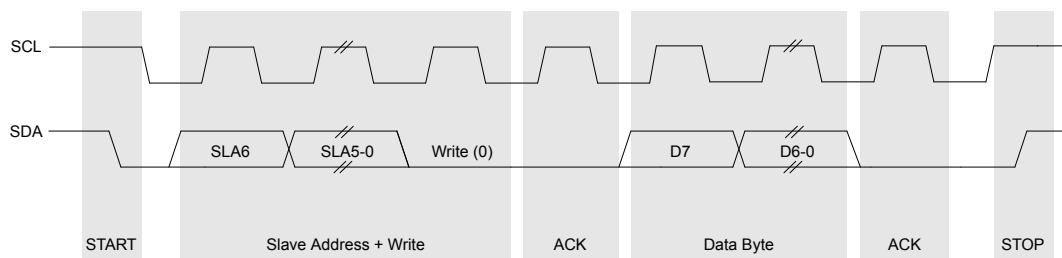 SCL
SDA
SLA6 SLA5-0 Write (0) D7 D6-0
START Slave Address + Write ACK Data Byte ACK STOP